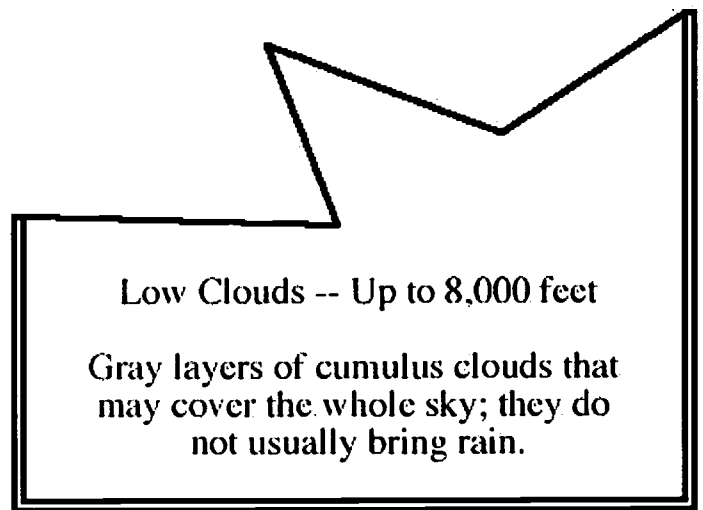 Low Clouds -- Up to 8,000 feet
Gray layers of cumulus clouds that
may cover the whole sky; they do
not usually bring rain.